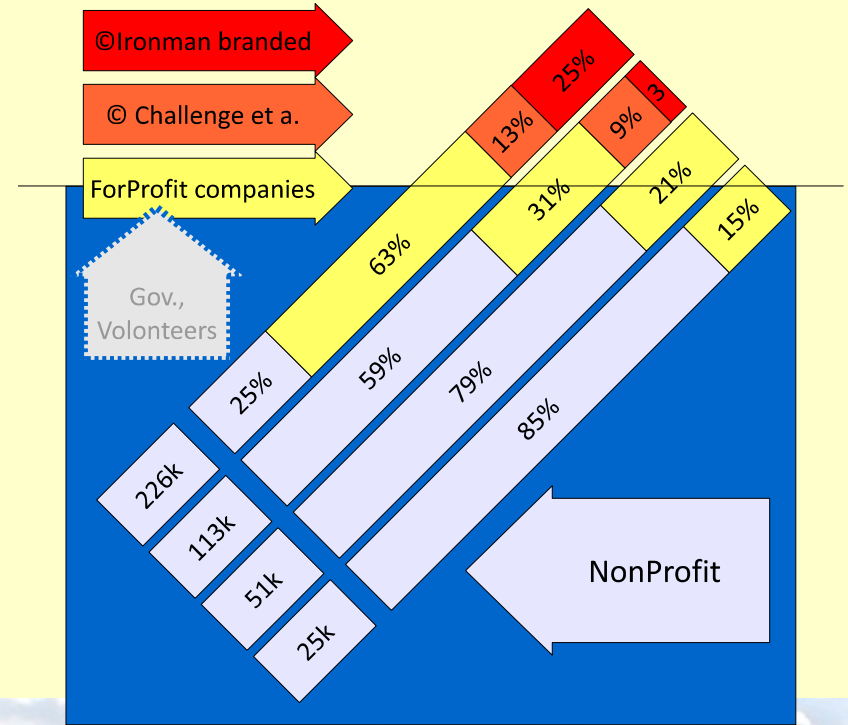 ©Ironman branded
© Challenge et a.
ForProfit companies
Gov.,
Volonteers
25%
13%
63%
25%
226k
3
9%
31%
59%
113k
21%
79%
51k
15%
85%
25k
NonProfit